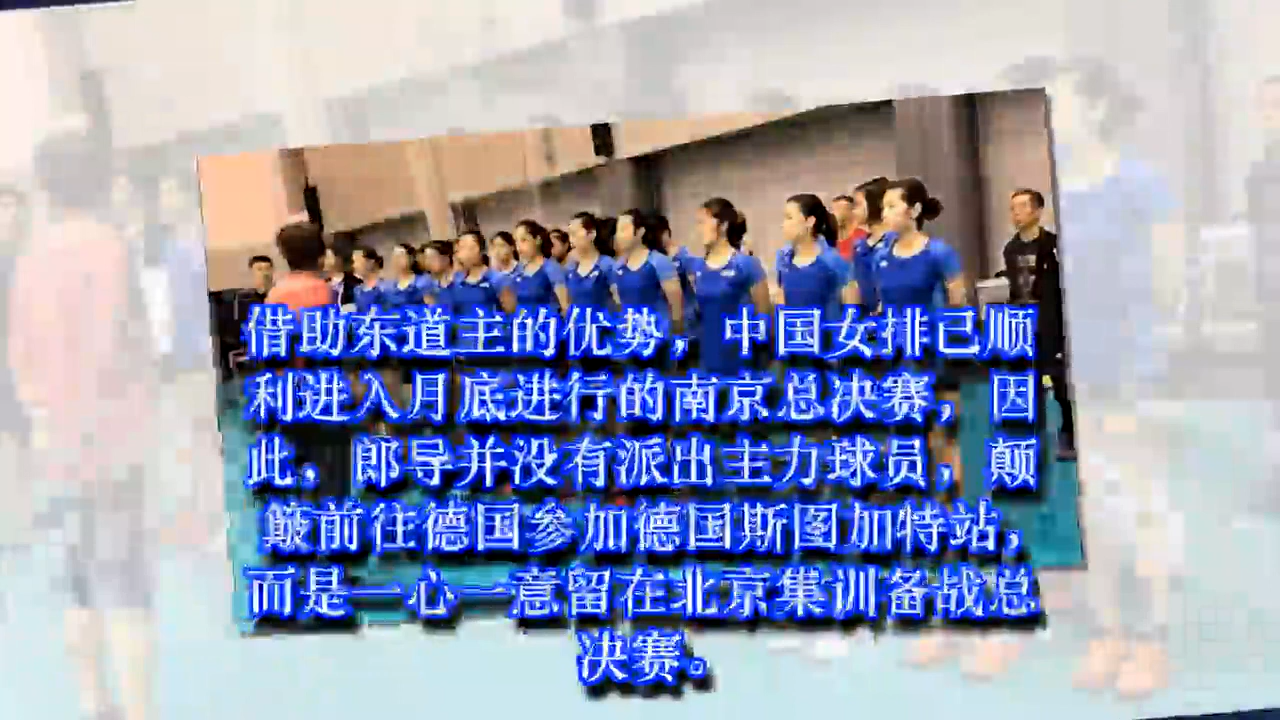 借助东道主的优势，中国女排已顺
利进入月底进行的南京总决赛，因
此，郎导并没有派出主力球员，颠
簸前往德国参加德国斯图加特站，
而是一心一意留在北京集训备战总
决赛。